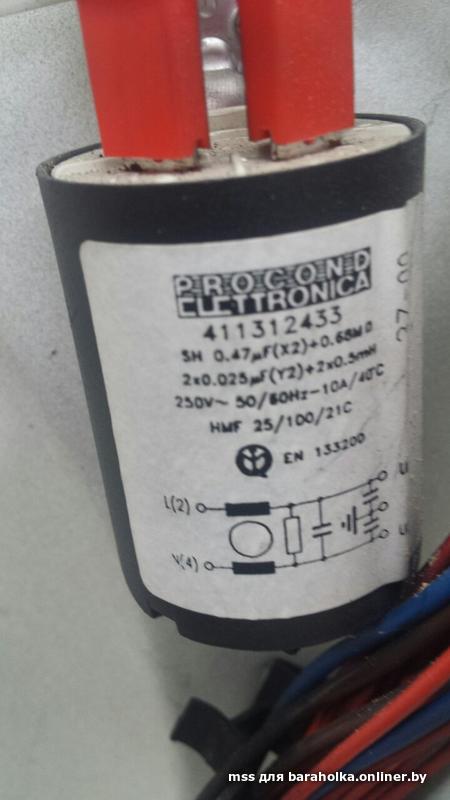 PROCOND
ELETTRONICA
411312433
SH 0.47µF(X2)+0.68MΩ
2x0.025µF(Y2)+2x0.5mH
250V~ 50/60Hz-10A/40°C
HMF 25/100/21C
EN 133200
L(2)
V(4)
mss для baraholka.onliner.by